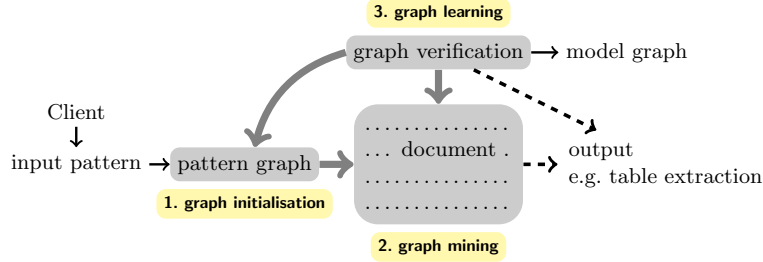 3. graph learning
graph verification
model graph
Client
...............
... document .
input pattern
pattern graph
output
e.g. table extraction
...............
1. graph initialisation
...............
2. graph mining